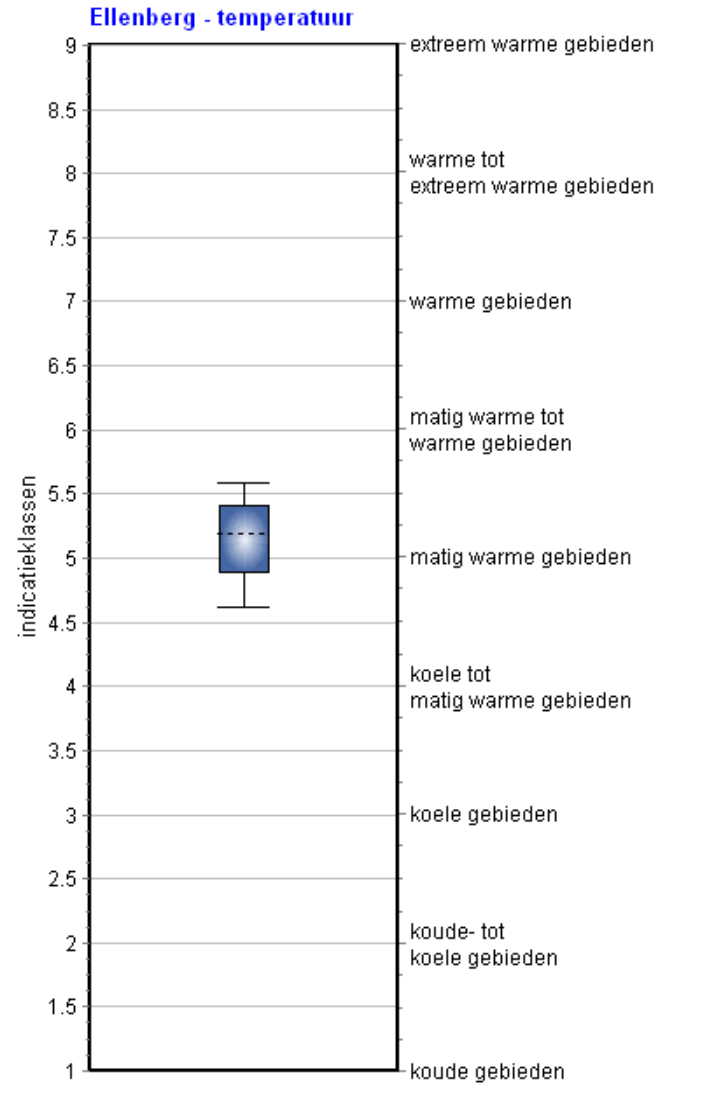 Ellenberg - temperatuur
9
extreem warme gebieden
8.5
warme tot
8
extreem warme gebieden
7.5
7
warme gebieden
6.5
matig warme tot
6
warme gebieden
5.5
indicatieklassen
5
matig warme gebieden
4.5
koele tot
4
matig warme gebieden
3.5
3
koele gebieden
2.5
koude- tot
2
koele gebieden
1.5
1
koude gebieden